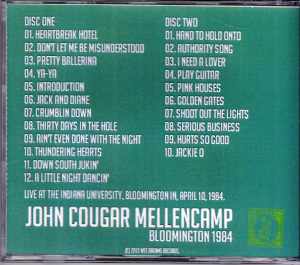 DISC ONE
01. HEARTBREAK HOTEL
02. DON'T LET ME BE MISUNDERSTOOD
03. PRETTY BALLERINA
04. YA-YA
05. INTRODUCTION
06. JACK AND DIANE
07. CRUMBLIN DOWN
08. THIRTY DAYS IN THE HOLE
09. AIN'T EVEN DONE WITH THE NIGHT
10. THUNDERING HEARTS
11. DOWN SOUTH JUKIN'
12. A LITTLE NIGHT DANCIN'
DISC TWO
01. HAND TO HOLD ONTO
02. AUTHORITY SONG
03. I NEED A LOVER
04. PLAY GUITAR
05. PINK HOUSES
06. GOLDEN GATES
07. SHOOT OUT THE LIGHTS
08. SERIOUS BUSINESS
09. HURTS SO GOOD
10. JACKIE O
LIVE AT THE INDIANA UNIVERSITY, BLOOMINGTON IN, APRIL 10, 1984.
JOHN COUGAR MELLENCAMP
BLOOMINGTON 1984
WET DREAMS RECORDS.